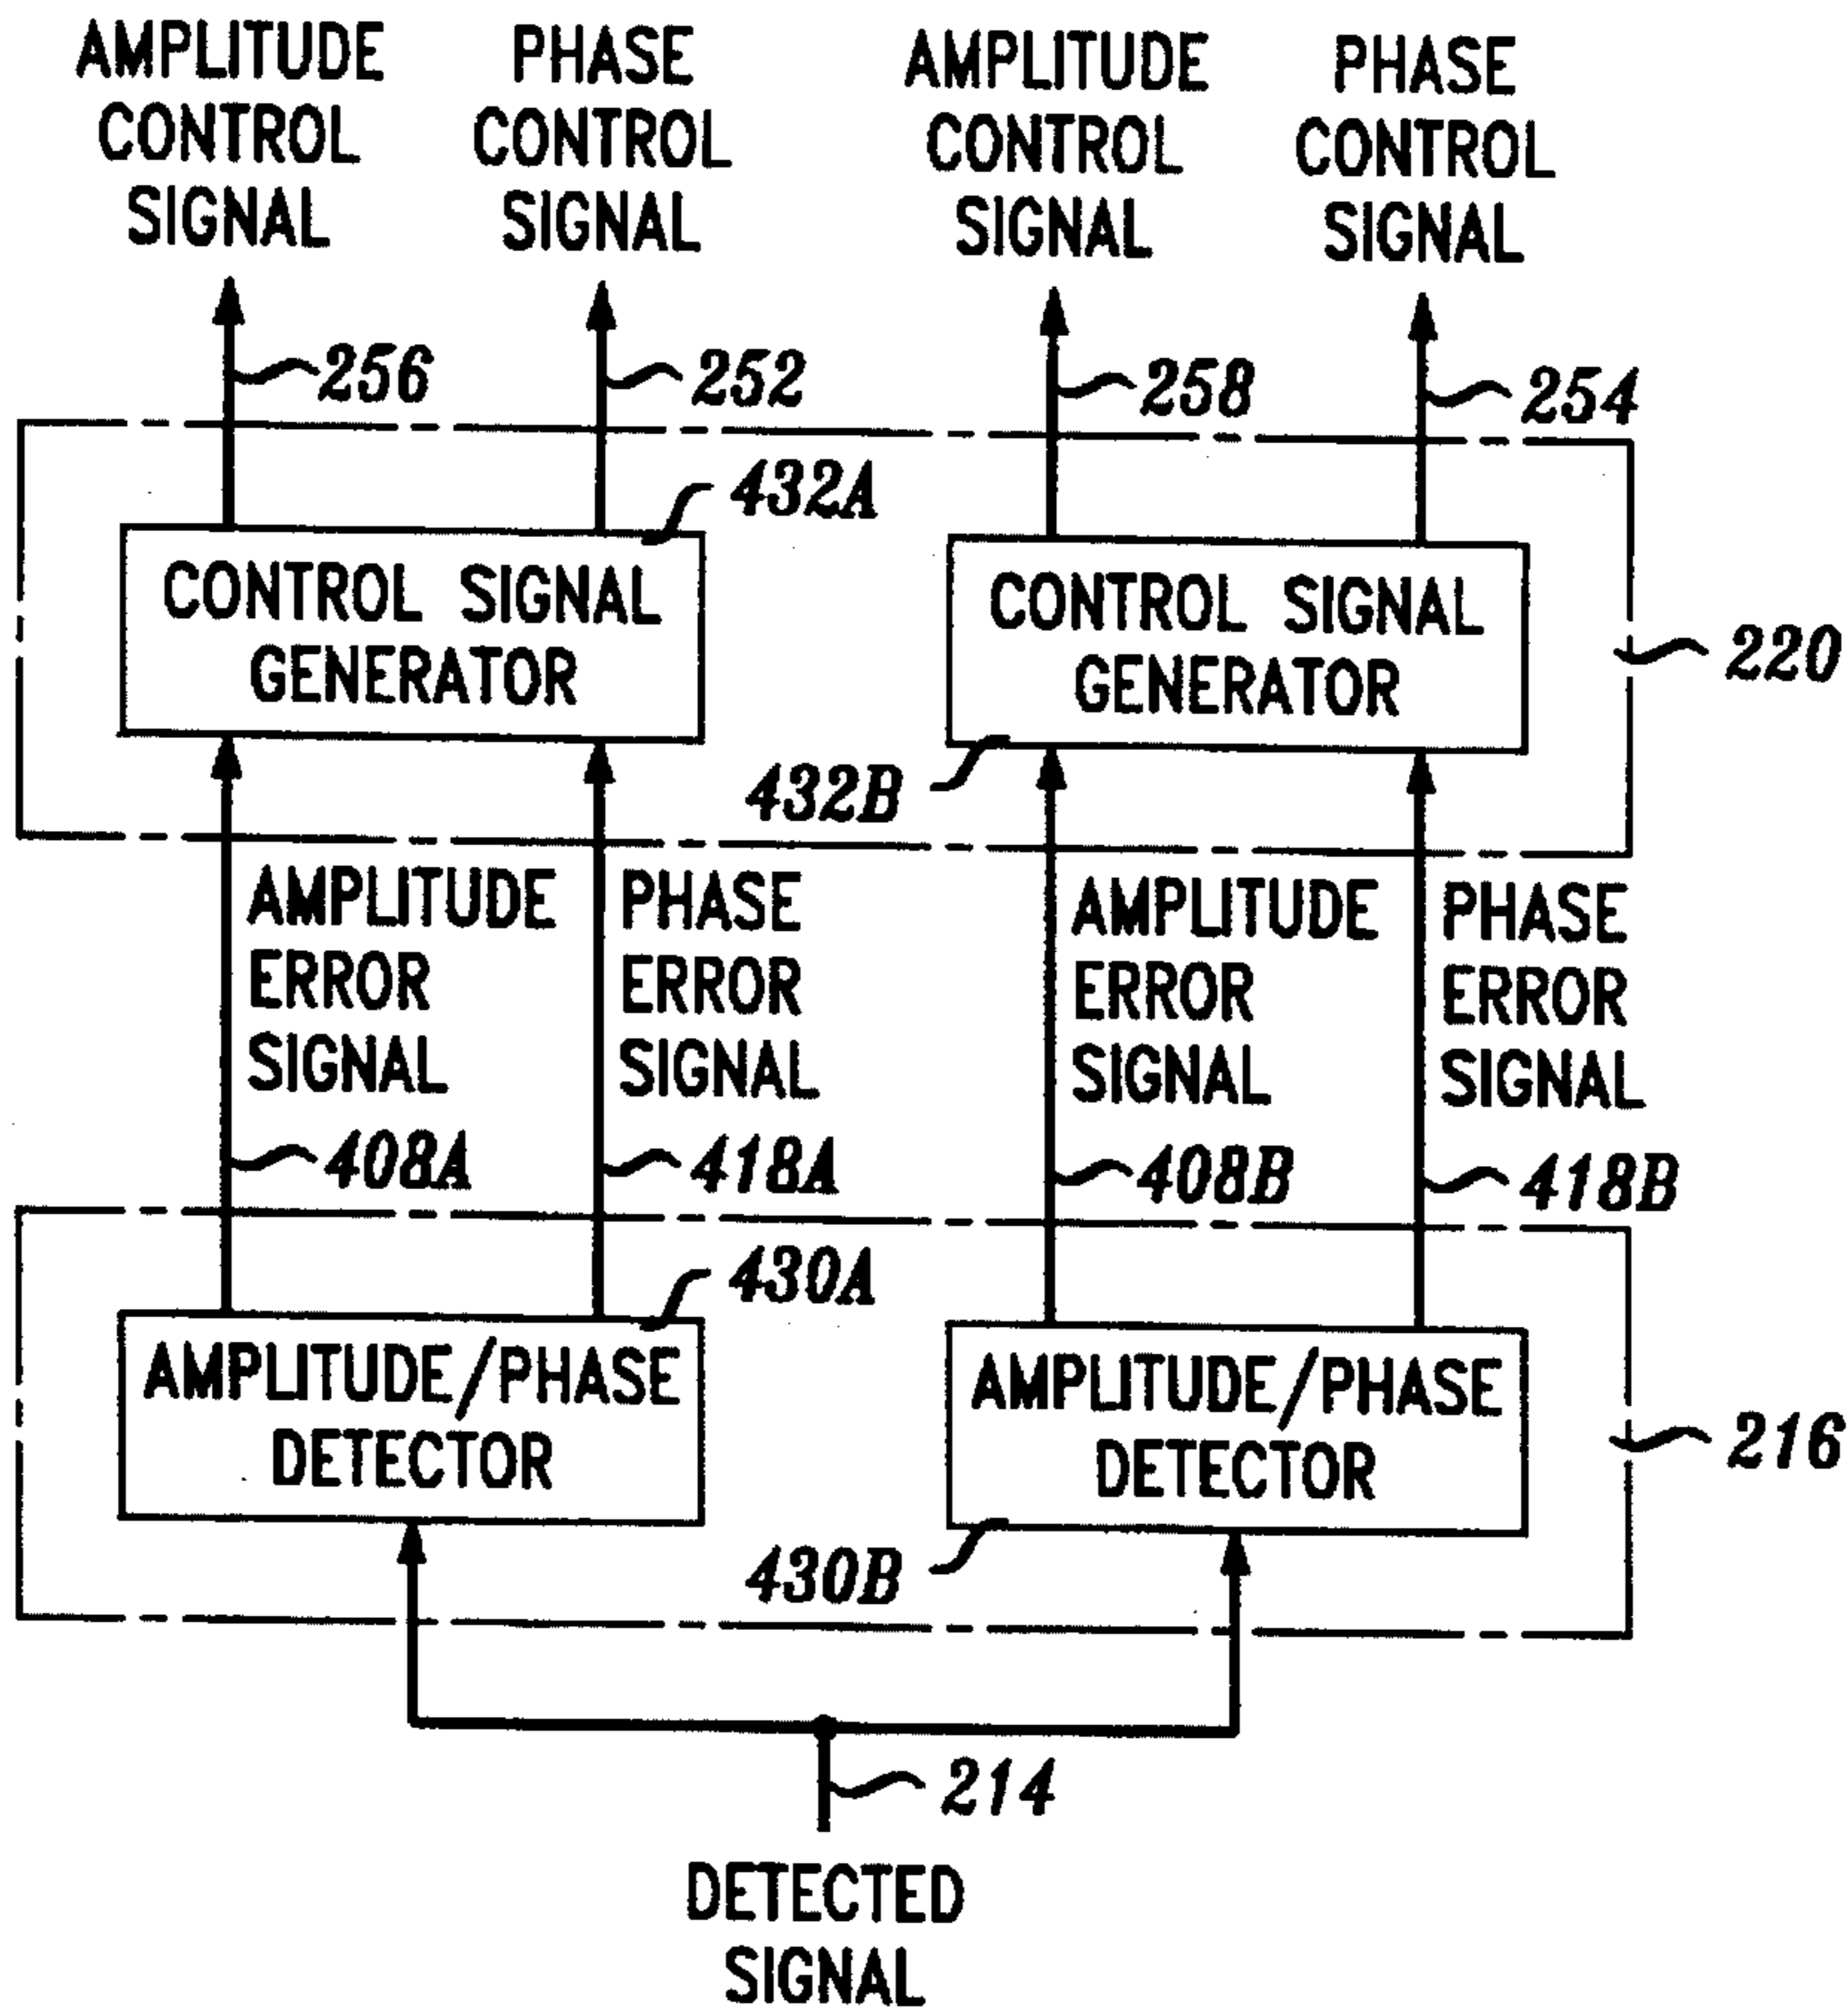 AMPLITUDE
CONTROL
SIGNAL
PHASE
CONTROL
SIGNAL
AMPLITUDE
CONTROL
SIGNAL
PHASE
CONTROL
SIGNAL
256
252
258
254
432A
CONTROL SIGNAL
GENERATOR
CONTROL SIGNAL
GENERATOR
220
432B
AMPLITUDE
ERROR
SIGNAL
PHASE
ERROR
SIGNAL
AMPLITUDE
ERROR
SIGNAL
PHASE
ERROR
SIGNAL
408A
418A
408B
418B
430A
AMPLITUDE/PHASE
DETECTOR
AMPLITUDE/PHASE
DETECTOR
216
430B
214
DETECTED
SIGNAL